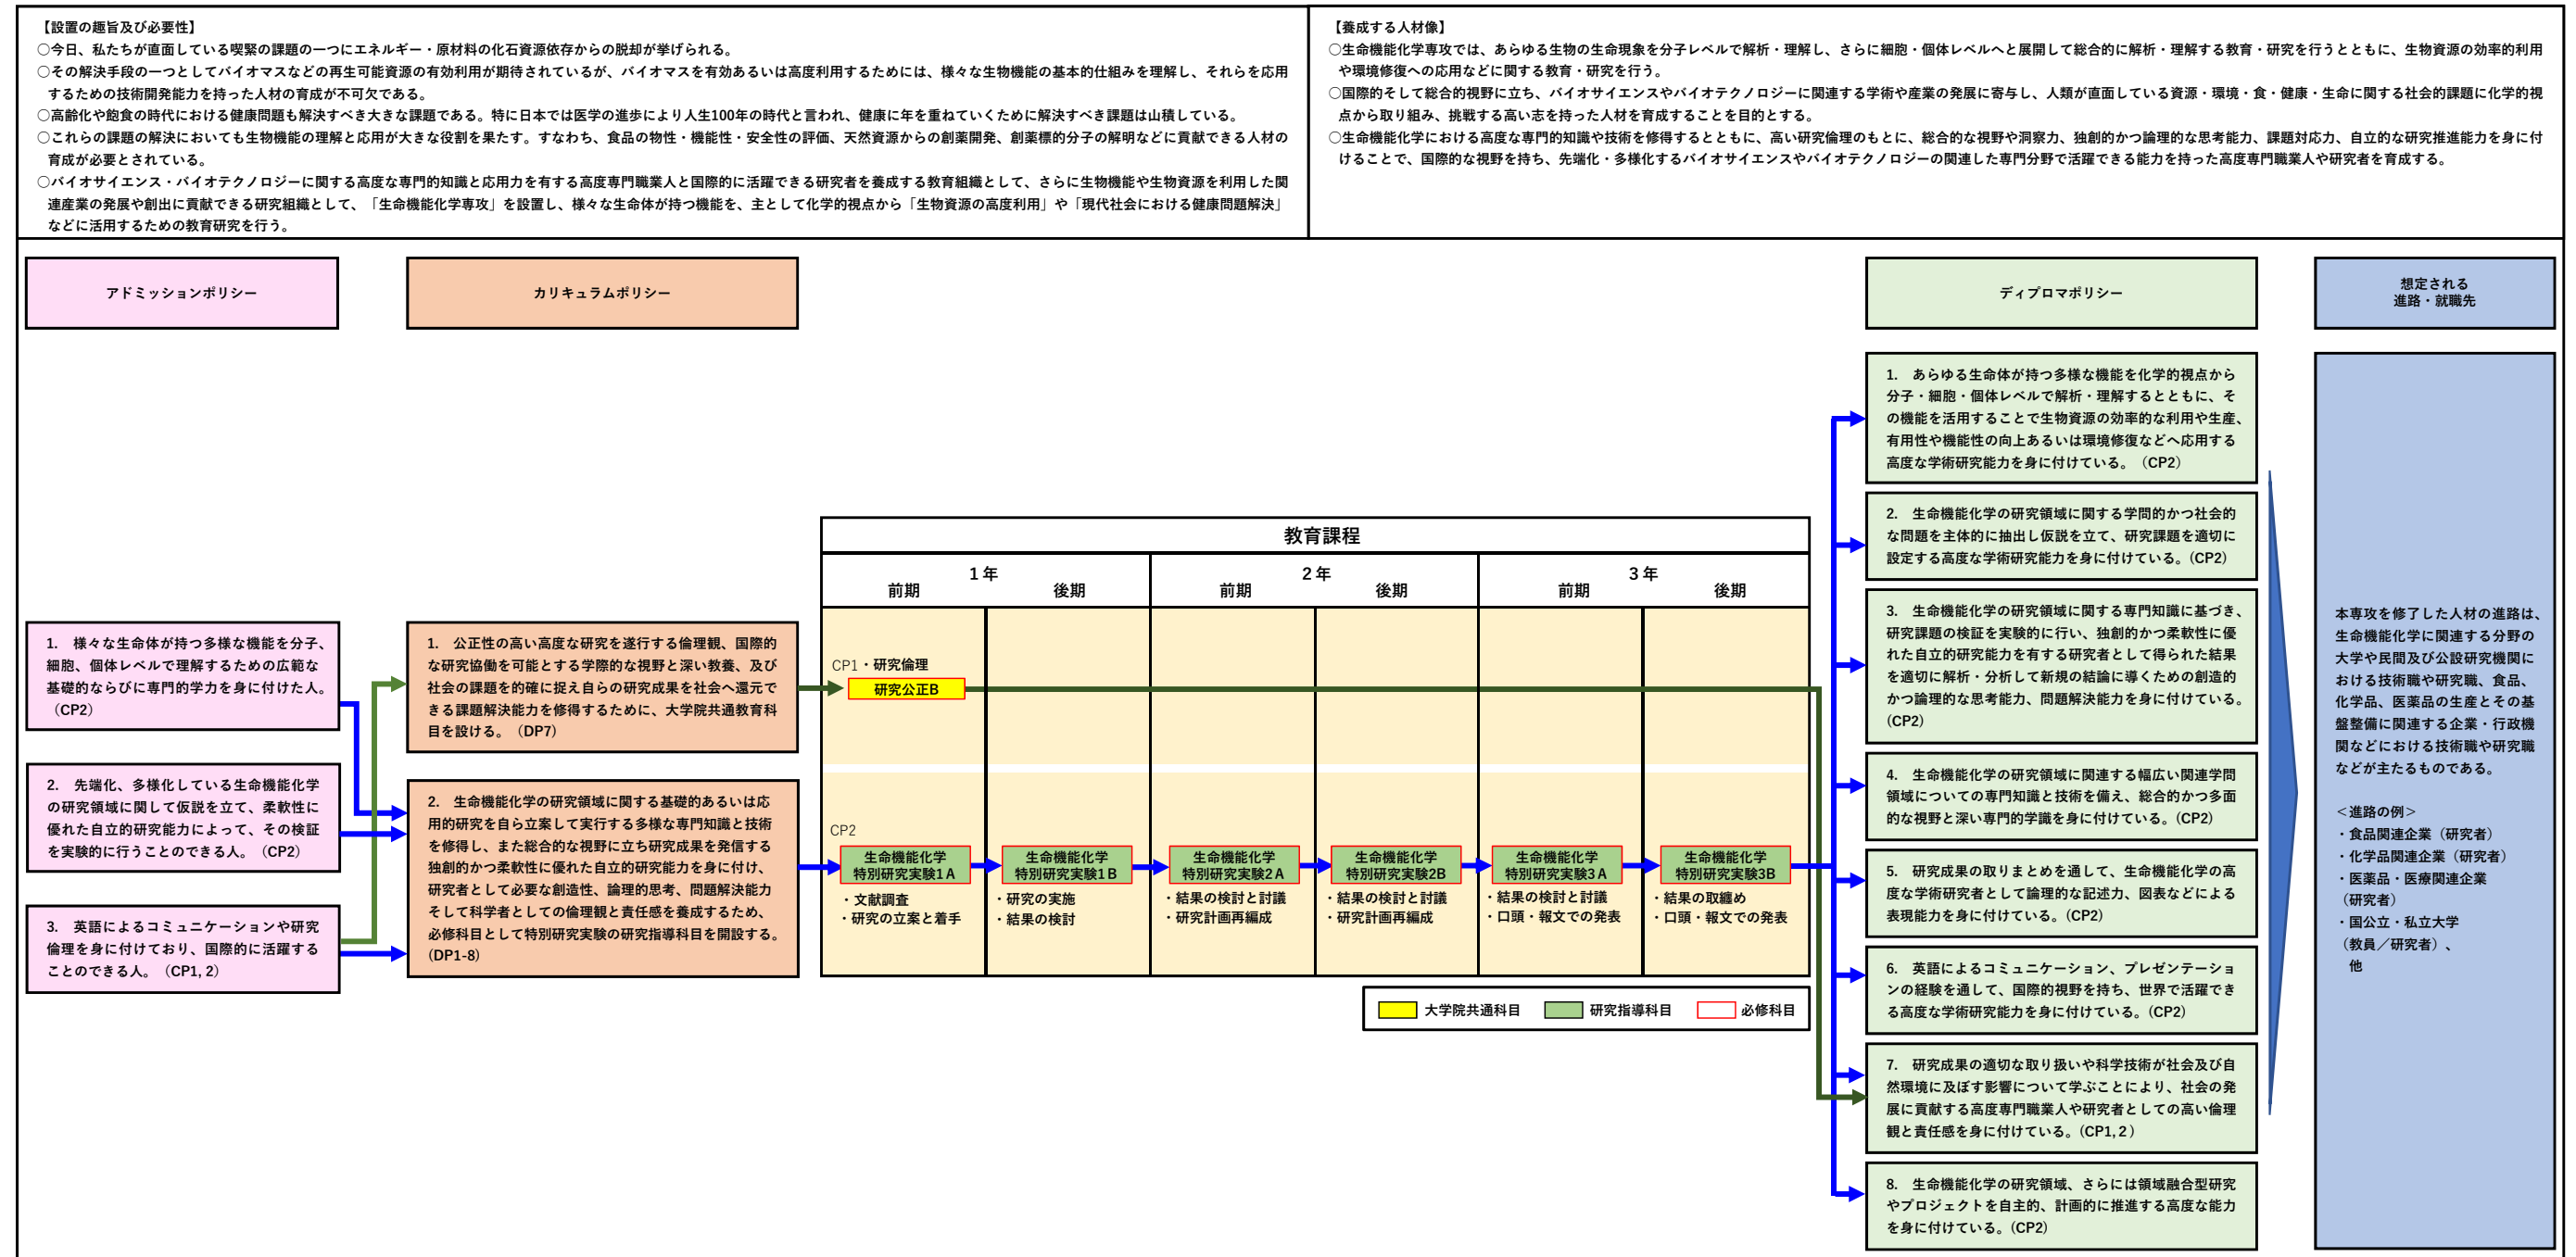 【設置の趣旨及び必要性】
○今日、私たちが直面している喫緊の課題の一つにエネルギー・原材料の化石資源依存からの脱却が挙げられる。
○その解決手段の一つとしてバイオマスなどの再生可能資源の有効利用が期待されているが、バイオマスを有効あるいは高度利用するためには、様々な生物機能の基本的仕組みを理解し、それらを応用
するための技術開発能力を持った人材の育成が不可欠である。
○高齢化や飽食の時代における健康問題も解決すべき大きな課題である。特に日本では医学の進歩により人生100年の時代と言われ、健康に年を重ねていくために解決すべき課題は山積している。
○これらの課題の解決においても生物機能の理解と応用が大きな役割を果たす。すなわち、食品の物性・機能性・安全性の評価、天然資源からの創薬開発、創薬標的分子の解明などに貢献できる人材の
育成が必要とされている。
○バイオサイエンス・バイオテクノロジーに関する高度な専門的知識と応用力を有する高度専門職業人と国際的に活躍できる研究者を養成する教育組織として、さらに生物機能や生物資源を利用した関
連産業の発展や創出に貢献できる研究組織として、「生命機能化学専攻」を設置し、様々な生命体が持つ機能を、主として化学的視点から「生物資源の高度利用」や「現代社会における健康問題解決」
などに活用するための教育研究を行う。
【養成する人材像】
○生命機能化学専攻では、あらゆる生物の生命現象を分子レベルで解析・理解し、さらに細胞・個体レベルへと展開して総合的に解析・理解する教育・研究を行うとともに、生物資源の効率的利用
や環境修復への応用などに関する教育・研究を行う。
○国際的そして総合的視野に立ち、バイオサイエンスやバイオテクノロジーに関連する学術や産業の発展に寄与し、人類が直面している資源・環境・食・健康・生命に関する社会的課題に化学的視
点から取り組み、挑戦する高い志を持った人材を育成することを目的とする。
○生命機能化学における高度な専門的知識や技術を修得するとともに、高い研究倫理のもとに、総合的な視野や洞察力、独創的かつ論理的な思考能力、課題対応力、自立的な研究推進能力を身に付
けることで、国際的な視野を持ち、先端化・多様化するバイオサイエンスやバイオテクノロジーの関連した専門分野で活躍できる能力を持った高度専門職業人や研究者を育成する。
アドミッションポリシー
1. 様々な生命体が持つ多様な機能を分子、
細胞、個体レベルで理解するための広範な
基礎的ならびに専門的学力を身に付けた人。
（CP2）
2. 先端化、多様化している生命機能化学
の研究領域に関して仮説を立て、柔軟性に
優れた自立的研究能力によって、その検証
を実験的に行うことのできる人。（CP2）
3. 英語によるコミュニケーションや研究
倫理を身に付けており、国際的に活躍する
ことのできる人。（CP1, 2）
カリキュラムポリシー
1. 公正性の高い高度な研究を遂行する倫理観、国際的
な研究協働を可能とする学際的な視野と深い教養、及び
社会の課題を的確に捉え自らの研究成果を社会へ還元で
きる課題解決能力を修得するために、大学院共通教育科
目を設ける。（DP7）
2. 生命機能化学の研究領域に関する基礎的あるいは応
用的研究を自ら立案して実行する多様な専門知識と技術
を修得し、また総合的な視野に立ち研究成果を発信する
独創的かつ柔軟性に優れた自立的研究能力を身に付け、
研究者として必要な創造性、論理的思考、問題解決能力
そして科学者としての倫理観と責任感を養成するため、
必修科目として特別研究実験の研究指導科目を開設する。
(DP1-8)
教育課程
1年
前期 後期
2年
前期 後期
3年
前期 後期
CP1・研究倫理
研究公正B
CP2
生命機能化学
特別研究実験1A
・文献調査
・研究の立案と着手
生命機能化学
特別研究実験1B
・研究の実施
・結果の検討
生命機能化学
特別研究実験2A
・結果の検討と討議
・研究計画再編成
生命機能化学
特別研究実験2B
・結果の検討と討議
・研究計画再編成
生命機能化学
特別研究実験3A
・結果の検討と討議
・口頭・報文での発表
生命機能化学
特別研究実験3B
・結果の取纏め
・口頭・報文での発表
大学院共通科目 研究指導科目 必修科目
ディプロマポリシー
1. あらゆる生命体が持つ多様な機能を化学的視点から
分子・細胞・個体レベルで解析・理解するとともに、そ
の機能を活用することで生物資源の効率的な利用や生産、
有用性や機能性の向上あるいは環境修復などへ応用する
高度な学術研究能力を身に付けている。（CP2）
2. 生命機能化学の研究領域に関する学問的かつ社会的
な問題を主体的に抽出し仮説を立て、研究課題を適切に
設定する高度な学術研究能力を身に付けている。(CP2)
3. 生命機能化学の研究領域に関する専門知識に基づき、
研究課題の検証を実験的に行い、独創的かつ柔軟性に優
れた自立的研究能力を有する研究者として得られた結果
を適切に解析・分析して新規の結論に導くための創造的
かつ論理的な思考能力、問題解決能力を身に付けている。
(CP2)
4. 生命機能化学の研究領域に関連する幅広い関連学問
領域についての専門知識と技術を備え、総合的かつ多面
的な視野と深い専門的学識を身に付けている。(CP2)
5. 研究成果の取りまとめを通して、生命機能化学の高
度な学術研究者として論理的な記述力、図表などによる
表現能力を身に付けている。(CP2)
6. 英語によるコミュニケーション、プレゼンテーショ
ンの経験を通して、国際的視野を持ち、世界で活躍でき
る高度な学術研究能力を身に付けている。(CP2)
7. 研究成果の適切な取り扱いや科学技術が社会及び自
然環境に及ぼす影響について学ぶことにより、社会の発
展に貢献する高度専門職業人や研究者としての高い倫理
観と責任感を身に付けている。(CP1,２)
8. 生命機能化学の研究領域、さらには領域融合型研究
やプロジェクトを自主的、計画的に推進する高度な能力
を身に付けている。(CP2)
想定される
進路・就職先
本専攻を修了した人材の進路は、
生命機能化学に関連する分野の
大学や民間及び公設研究機関に
おける技術職や研究職、食品、
化学品、医薬品の生産とその基
盤整備に関連する企業・行政機
関などにおける技術職や研究職
などが主たるものである。
＜進路の例＞
・食品関連企業（研究者）
・化学品関連企業（研究者）
・医薬品・医療関連企業
（研究者）
・国公立・私立大学
（教員／研究者）、
他